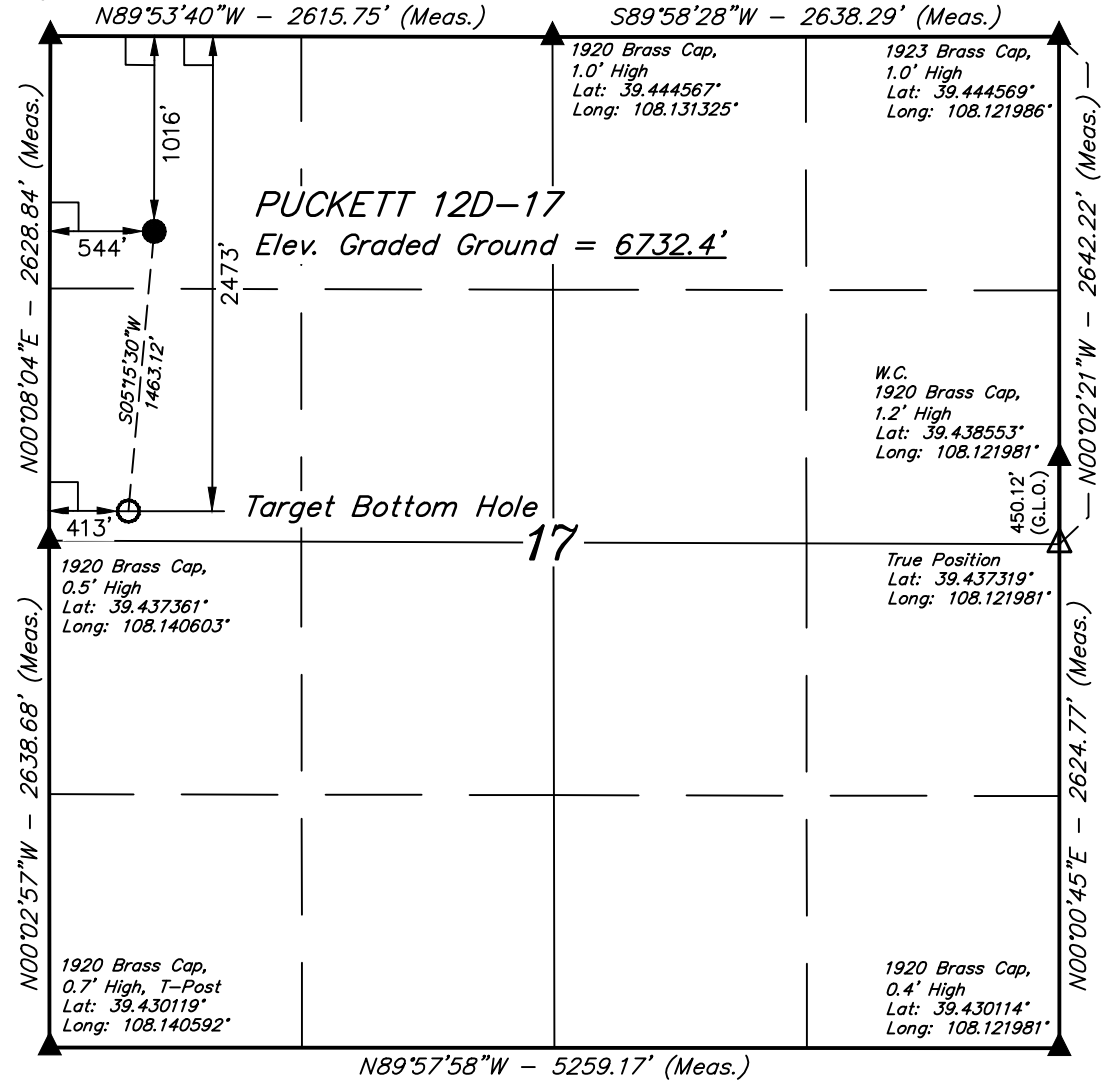 N89°53'40"W - 2615.75' (Meas.)
S89°58'28"W - 2638.29' (Meas.)
1920 Brass Cap,
1.0' High
Lat: 39.444567°
Long: 108.131325°
1923 Brass Cap,
1.0' High
Lat: 39.444569°
Long: 108.121986°
N00°08'04"E - 2628.84' (Meas.)
1016'
544'
2473'
PUCKETT 12D-17
Elev. Graded Ground = 6732.4'
S05°15'30"W
1463.12'
N00°02'21"W - 2642.22' (Meas.)
W.C.
1920 Brass Cap,
1.2' High
Lat: 39.438553°
Long: 108.121981°
450.12'
(G.L.O.)
413'
Target Bottom Hole
17
1920 Brass Cap,
0.5' High
Lat: 39.437361°
Long: 108.140603°
True Position
Lat: 39.437319°
Long: 108.121981°
N00°02'57"W - 2638.68' (Meas.)
N00°00'45"E - 2624.77' (Meas.)
1920 Brass Cap,
0.7' High, T-Post
Lat: 39.430119°
Long: 108.140592°
1920 Brass Cap,
0.4' High
Lat: 39.430114°
Long: 108.121981°
N89°57'58"W - 5259.17' (Meas.)